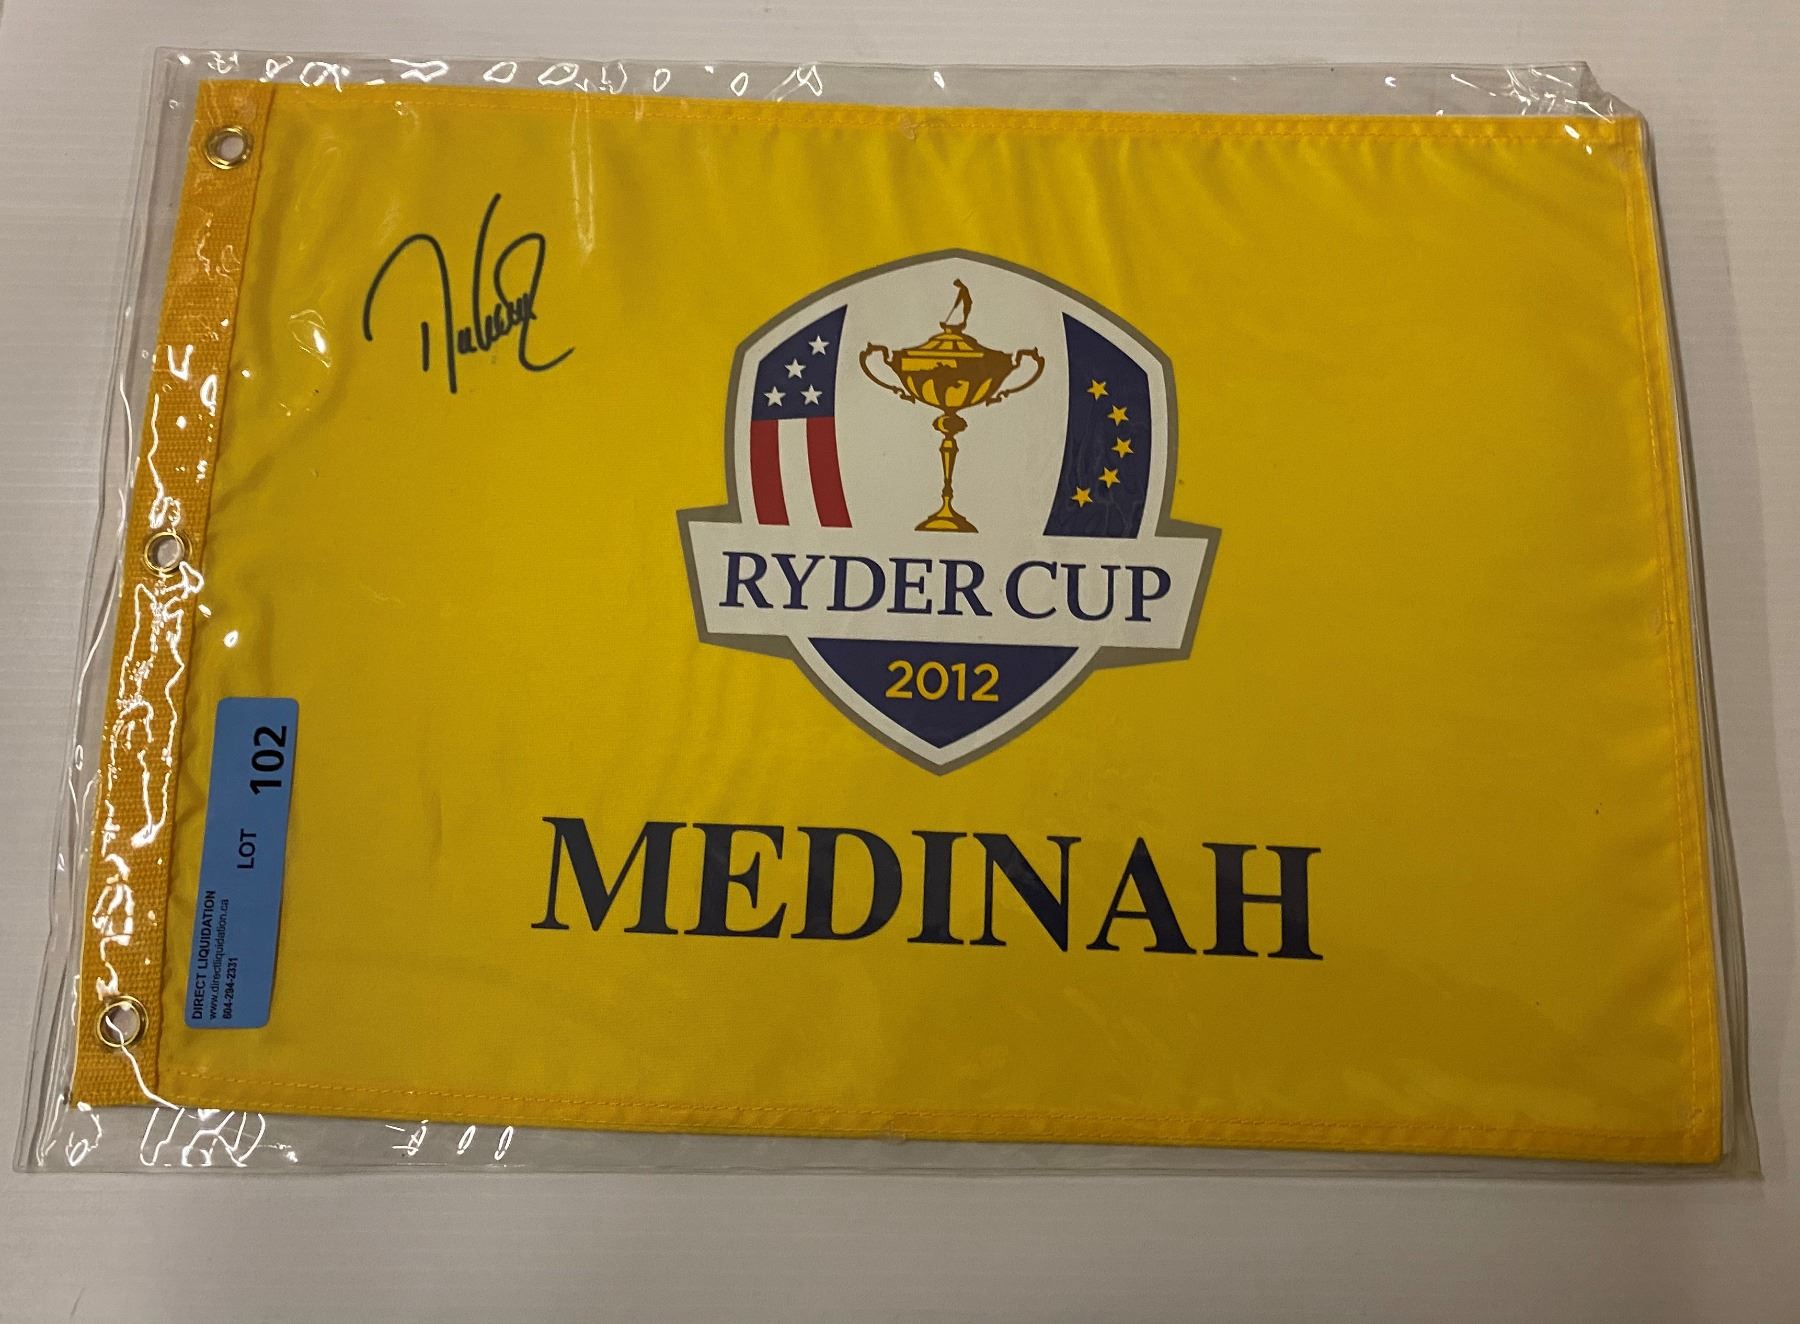 RYDER CUP
2012
MEDINAH
LOT 102
DIRECT LIQUIDATION
www.directliquidation.ca
604-294-2331